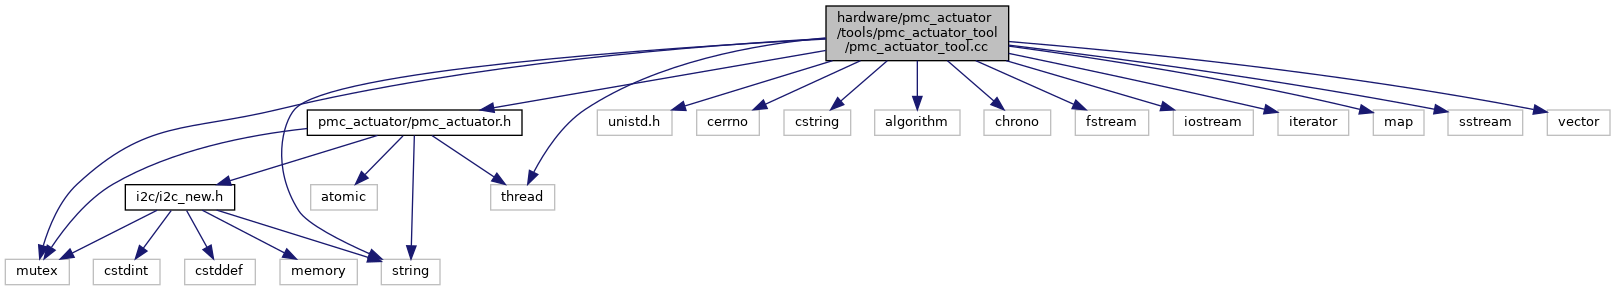 hardware/pmc_actuator
/tools/pmc_actuator_tool
/pmc_actuator_tool.cc
pmc_actuator/pmc_actuator.h
unistd.h
cerrno
cstring
algorithm
chrono
fstream
iostream
iterator
map
sstream
vector
i2c/i2c_new.h
atomic
thread
mutex
cstdint
cstddef
memory
string